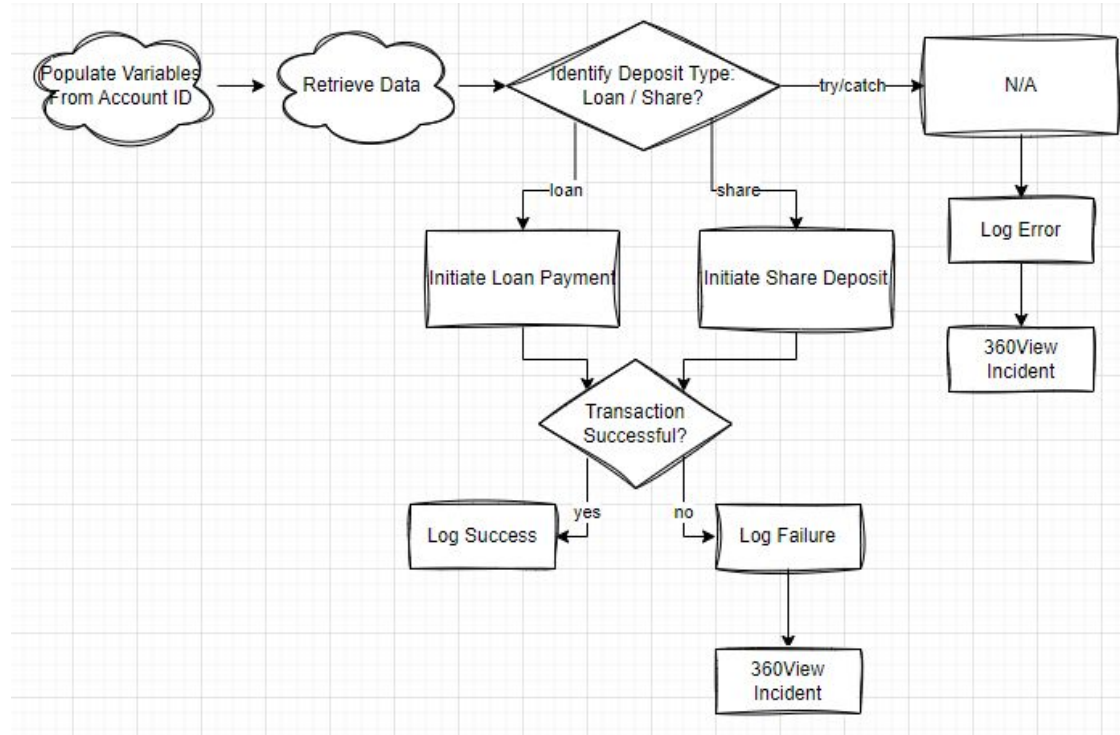 Populate Variables
From Account ID
Retrieve Data
Identify Deposit Type:
Loan / Share?
try/catch
N/A
loan
share
Log Error
Initiate Loan Payment
Initiate Share Deposit
360View
Incident
Transaction
Successful?
yes
no
Log Success
Log Failure
360View
Incident